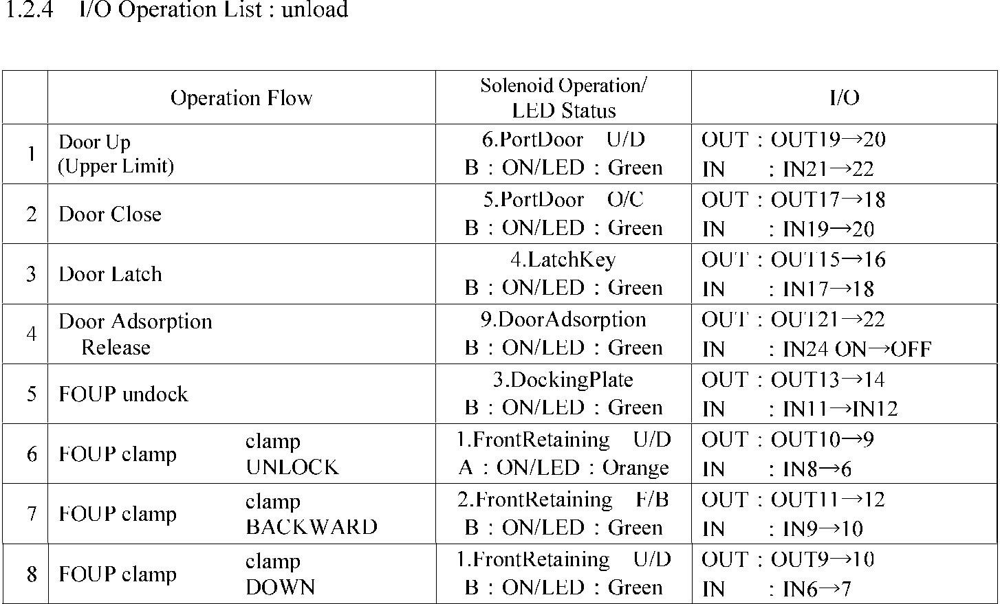 1.2.4 I/O Operation List : unload
Operation Flow
Solenoid Operation/
LED Status
I/O
1
Door Up
(Upper Limit)
6.PortDoor U/D
B : ON/LED : Green
OUT : OUT19→20
IN : IN21→22
2
Door Close
5.PortDoor O/C
B : ON/LED : Green
OUT : OUT17→18
IN : IN19→20
3
Door Latch
4.LatchKey
B : ON/LED : Green
OUT : OUT15→16
IN : IN17→18
4
Door Adsorption
Release
9.DoorAdsorption
B : ON/LED : Green
OUT : OUT21→22
IN : IN24 ON→OFF
5
FOUP undock
3.DockingPlate
B : ON/LED : Green
OUT : OUT13→14
IN : IN11→IN12
6
FOUP clamp
clamp
UNLOCK
1.FrontRetaining U/D
A : ON/LED : Orange
OUT : OUT10→9
IN : IN8→6
7
FOUP clamp
clamp
BACKWARD
2.FrontRetaining F/B
B : ON/LED : Green
OUT : OUT11→12
IN : IN9→10
8
FOUP clamp
clamp
DOWN
1.FrontRetaining U/D
B : ON/LED : Green
OUT : OUT9→10
IN : IN6→7